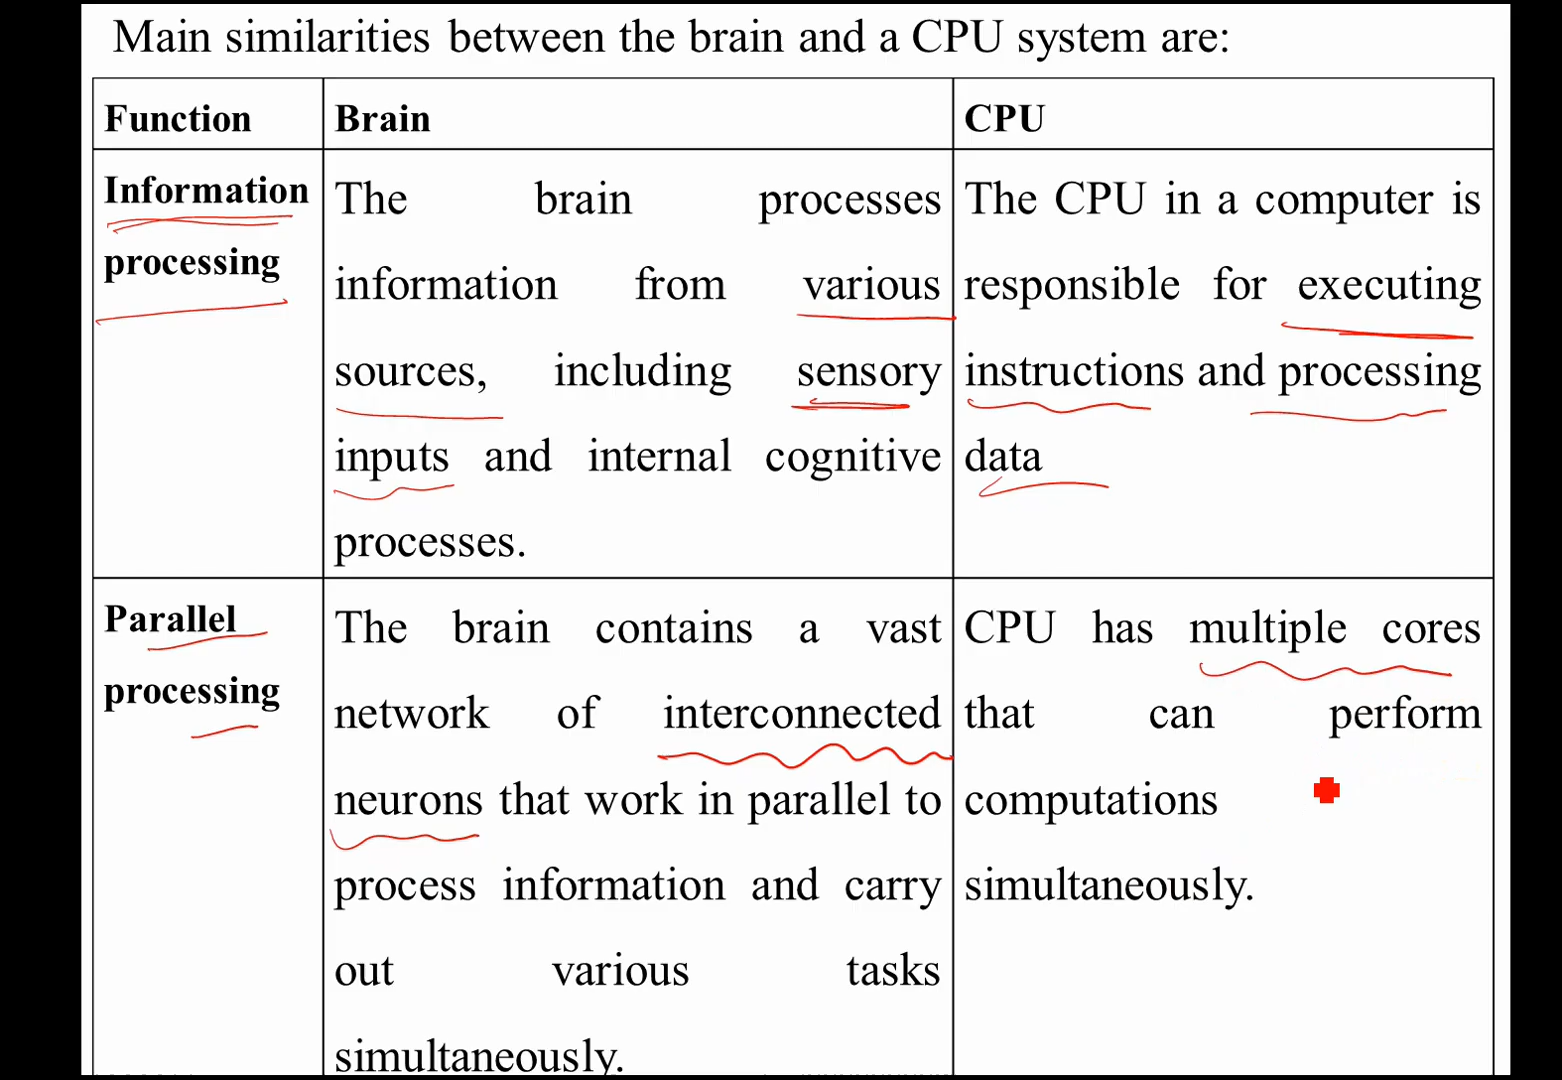 Main similarities between the brain and a CPU system are:
Function
Brain
CPU
Information
processing
The brain processes
information from various
sources, including sensory
inputs and internal cognitive
processes.
The CPU in a computer is
responsible for executing
instructions and processing
data
Parallel
processing
The brain contains a vast
network of interconnected
neurons that work in parallel to
process information and carry
out various tasks
simultaneously.
CPU has multiple cores
that can perform
computations
simultaneously.